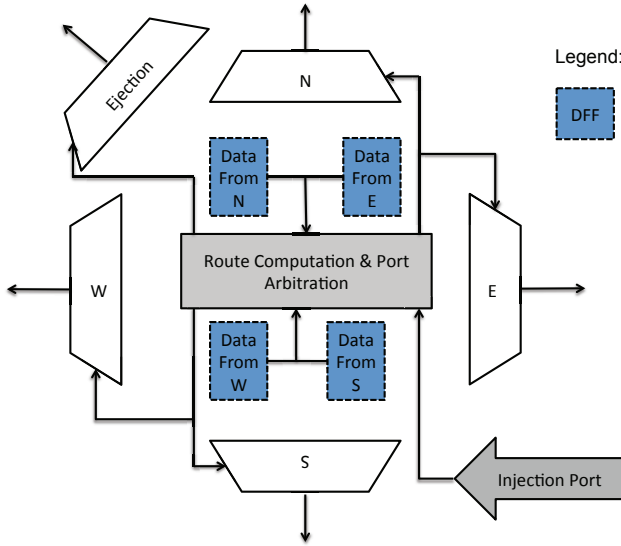 Ejection
N
Legend:
DFF
Data
From
N
Data
From
E
Route Computation & Port
Arbitration
W
E
Data
From
W
Data
From
S
S
Injection Port